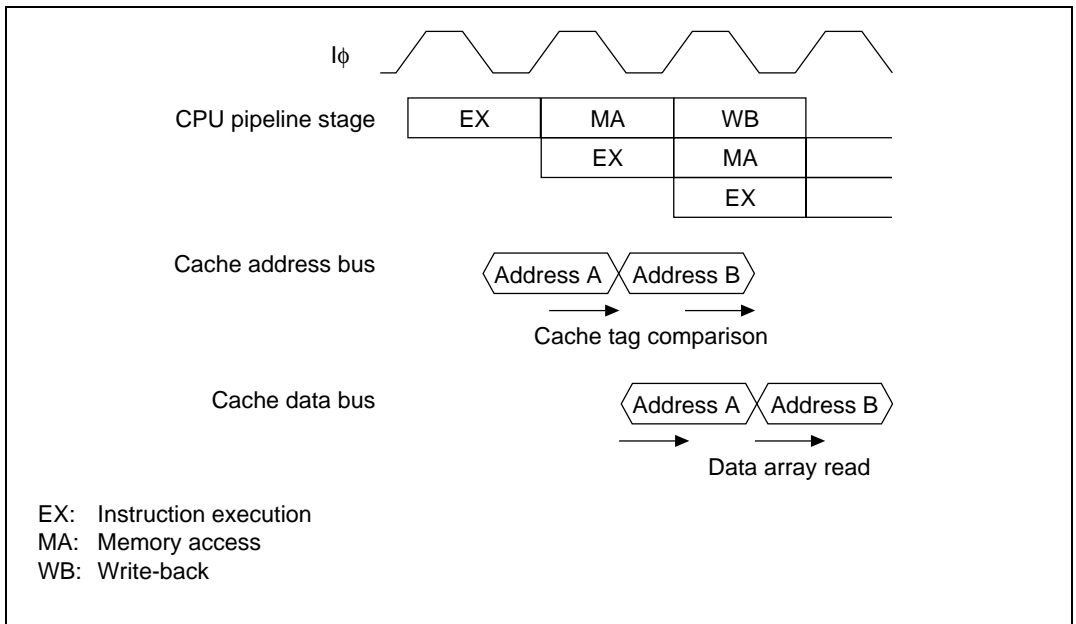 Iϕ
CPU pipeline stage EX MA WB
EX MA
EX
Cache address bus Address A Address B
Cache tag comparison
Cache data bus Address A Address B
Data array read
EX: Instruction execution
MA: Memory access
WB: Write-back